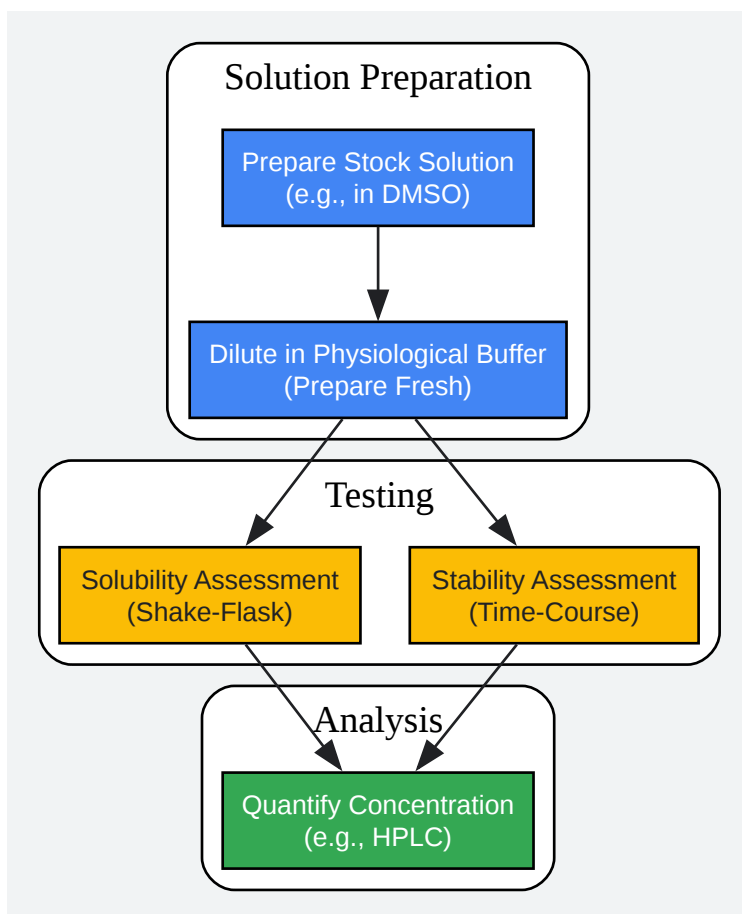 Solution Preparation
Prepare Stock Solution
(e.g., in DMSO)
Dilute in Physiological Buffer
(Prepare Fresh)
Testing
Solubility Assessment
(Shake-Flask)
Stability Assessment
(Time-Course)
Analysis
Quantify Concentration
(e.g., HPLC)